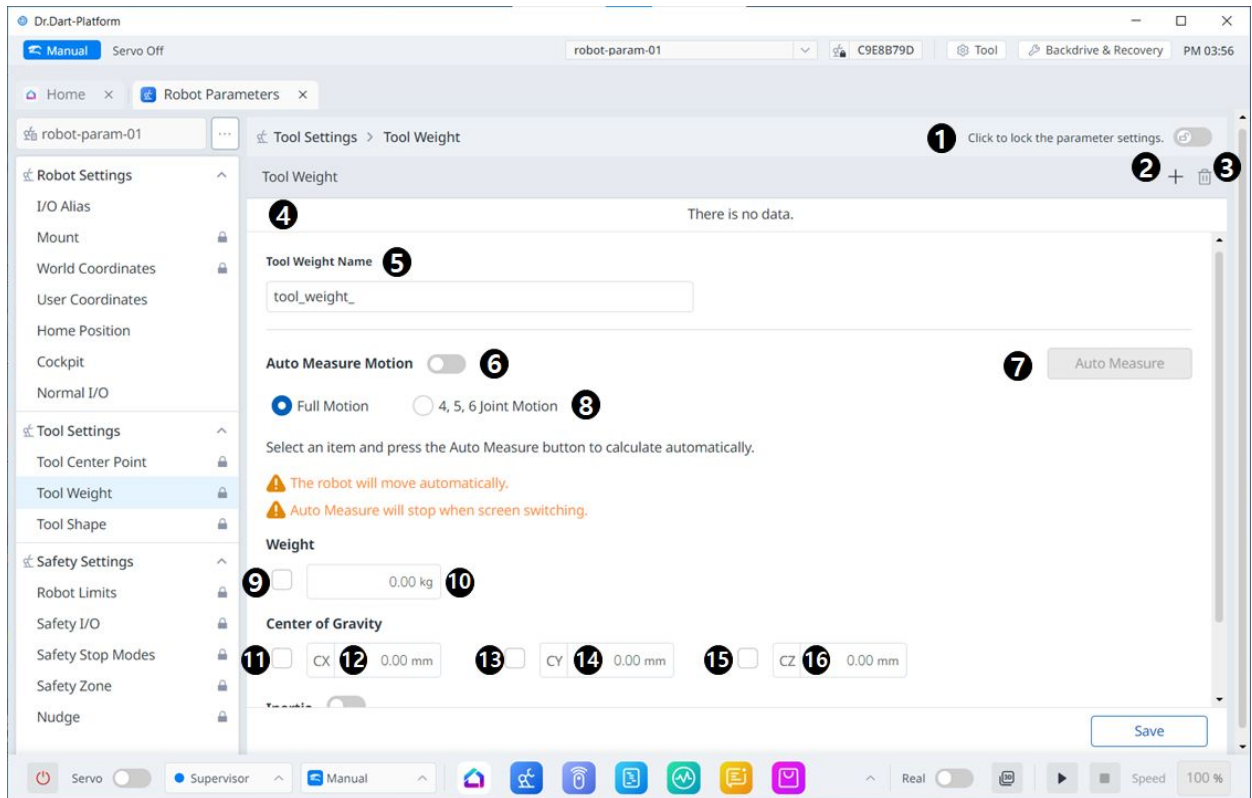 Dr.Dart-Platform
Manual Servo Off robot-param-01 C9E8B79D Tool Backdrive & Recovery PM 03:56
Home × Robot Parameters ×
robot-param-01 ...
Robot Settings
I/O Alias
Mount
World Coordinates
User Coordinates
Home Position
Cockpit
Normal I/O
Tool Settings
Tool Center Point
Tool Weight
Tool Shape
Safety Settings
Robot Limits
Safety I/O
Safety Stop Modes
Safety Zone
Nudge
Tool Settings > Tool Weight 1 Click to lock the parameter settings.
Tool Weight 2 + 3
4 There is no data.
Tool Weight Name 5
tool_weight_
Auto Measure Motion 6 7 Auto Measure
Full Motion 4, 5, 6 Joint Motion 8
Select an item and press the Auto Measure button to calculate automatically.
The robot will move automatically.
Auto Measure will stop when screen switching.
Weight
9 0.00 kg 10
Center of Gravity
11 CX 12 0.00 mm 13 CY 14 0.00 mm 15 CZ 16 0.00 mm
Inertia
Save
Servo Supervisor Manual Real 3D Speed 100 %